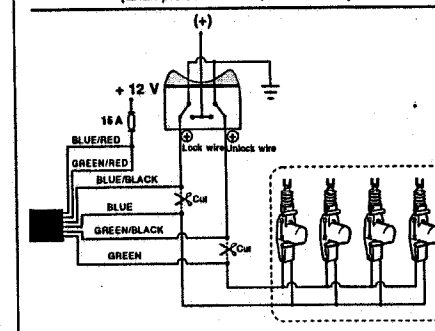 (+)
+ 12 V
15 A
BLUE/RED
Lock wire Unlock wire
GREEN/RED
BLUE/BLACK
Cut
BLUE
GREEN/BLACK
Cut
GREEN